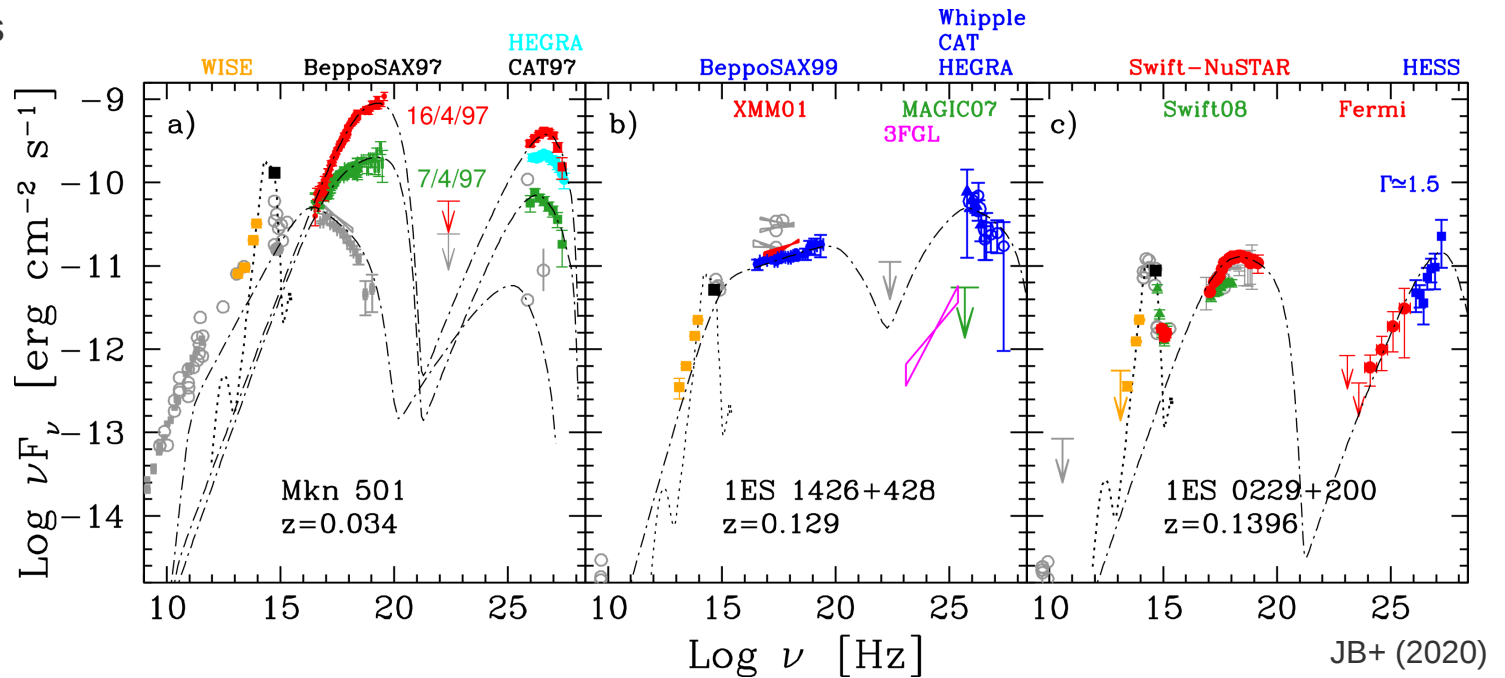 s
Whipple
CAT
HEGRA
HEGRA
WISE BeppoSAX97 CAT97 BeppoSAX99 Swift−NuSTAR HESS
a) 16/4/97 b) XMM01 MAGIC07 c) Swift08 Fermi
3FGL
7/4/97 Γ≃1.5
−9
−10
−11
−12
−13
−14
Log νFν [erg cm−2 s−1]
Mkn 501 1ES 1426+428 1ES 0229+200
z=0.034 z=0.129 z=0.1396
10 15 20 25 10 15 20 25 10 15 20 25
Log ν [Hz]
JB+ (2020)